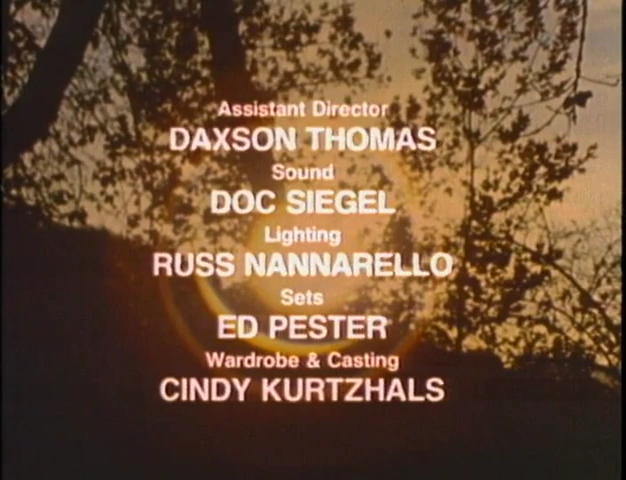 Assistant Director
DAXSON THOMAS
Sound
DOC SIEGEL
Lighting
RUSS NANNARELLO
Sets
ED PESTER
Wardrobe & Casting
CINDY KURTZHALS